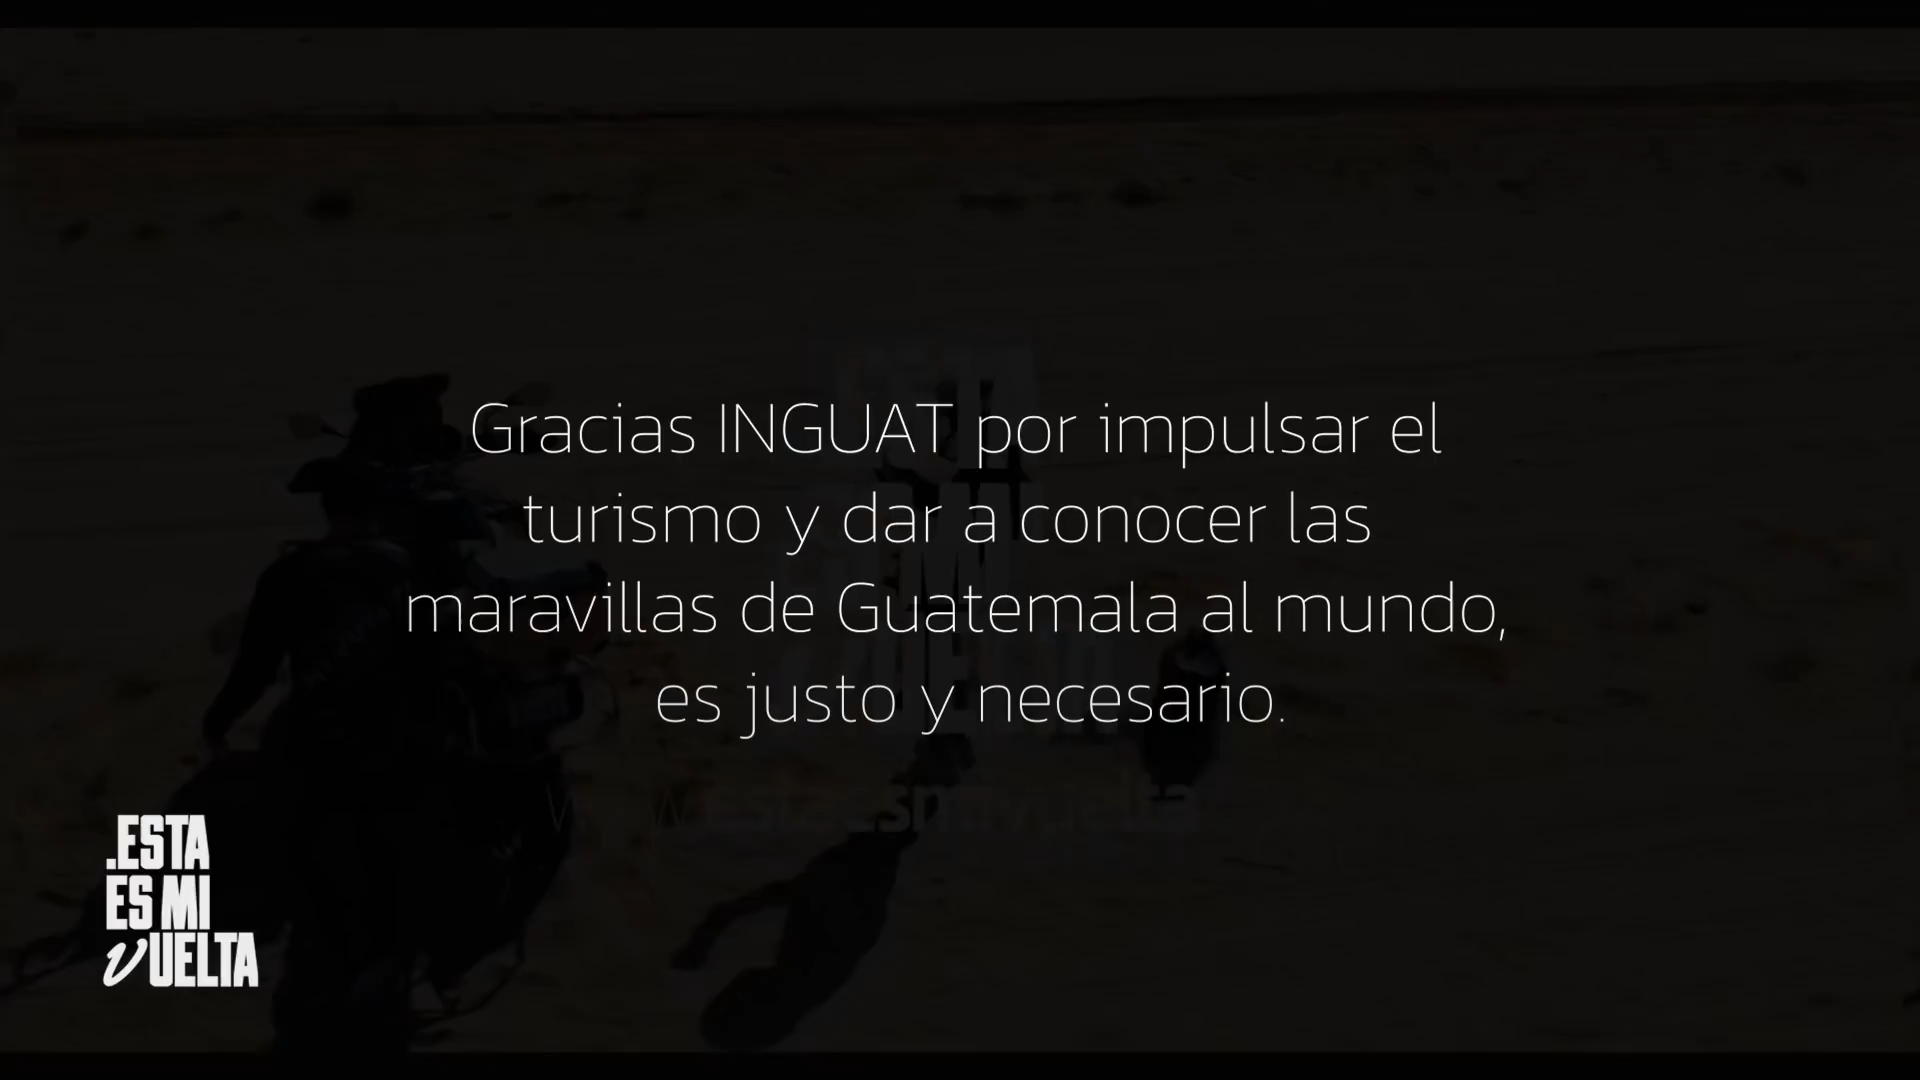 Gracias INGUAT por impulsar el
turismo y dar a conocer las
maravillas de Guatemala al mundo,
es justo y necesario.
.ESTA
ES MI
VUELTA